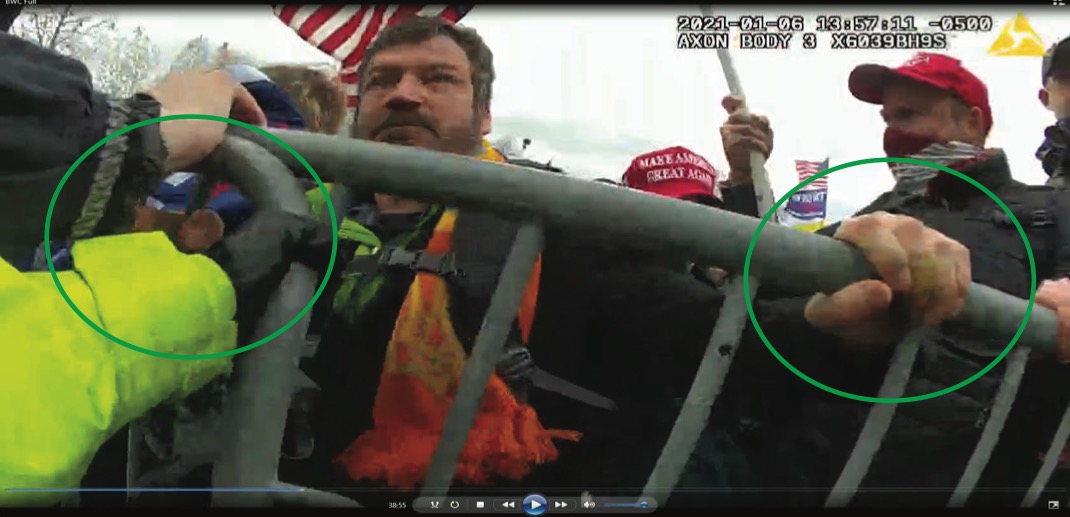 BWC Full
2021-01-06 13:57:11 -0500
AXON BODY 3 X6039BH9S
MAKE AMERICA
GREAT AGAIN
38:55